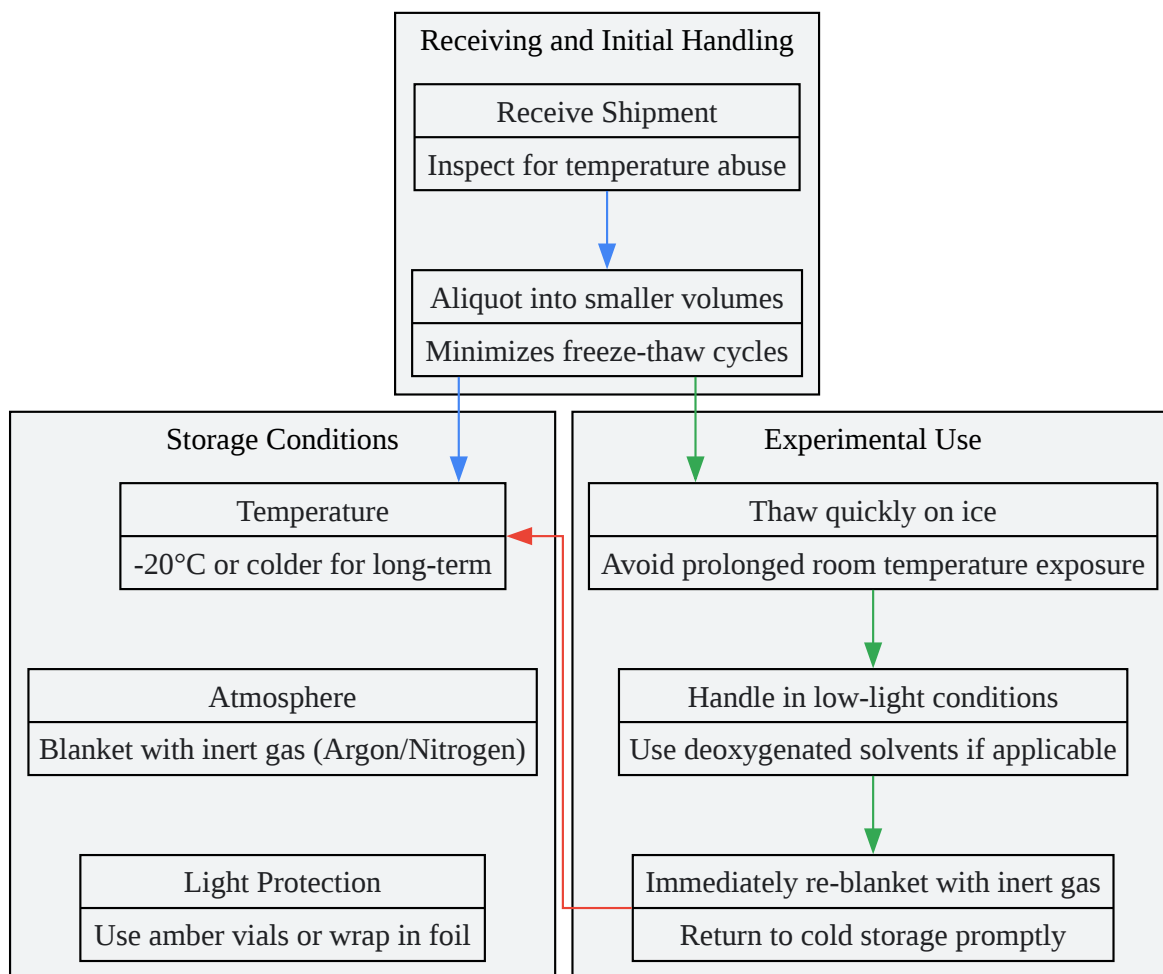 Receiving and Initial Handling
Receive Shipment
Inspect for temperature abuse
Aliquot into smaller volumes
Minimizes freeze-thaw cycles
Storage Conditions
Temperature
-20°C or colder for long-term
Atmosphere
Blanket with inert gas (Argon/Nitrogen)
Light Protection
Use amber vials or wrap in foil
Experimental Use
Thaw quickly on ice
Avoid prolonged room temperature exposure
Handle in low-light conditions
Use deoxygenated solvents if applicable
Immediately re-blanket with inert gas
Return to cold storage promptly